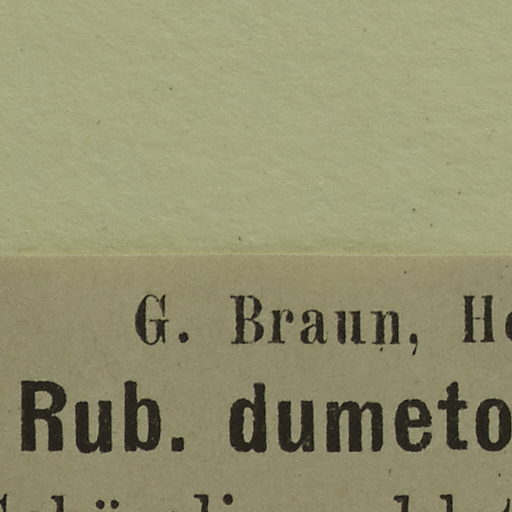 G. Braun, He
Rub. dumeto